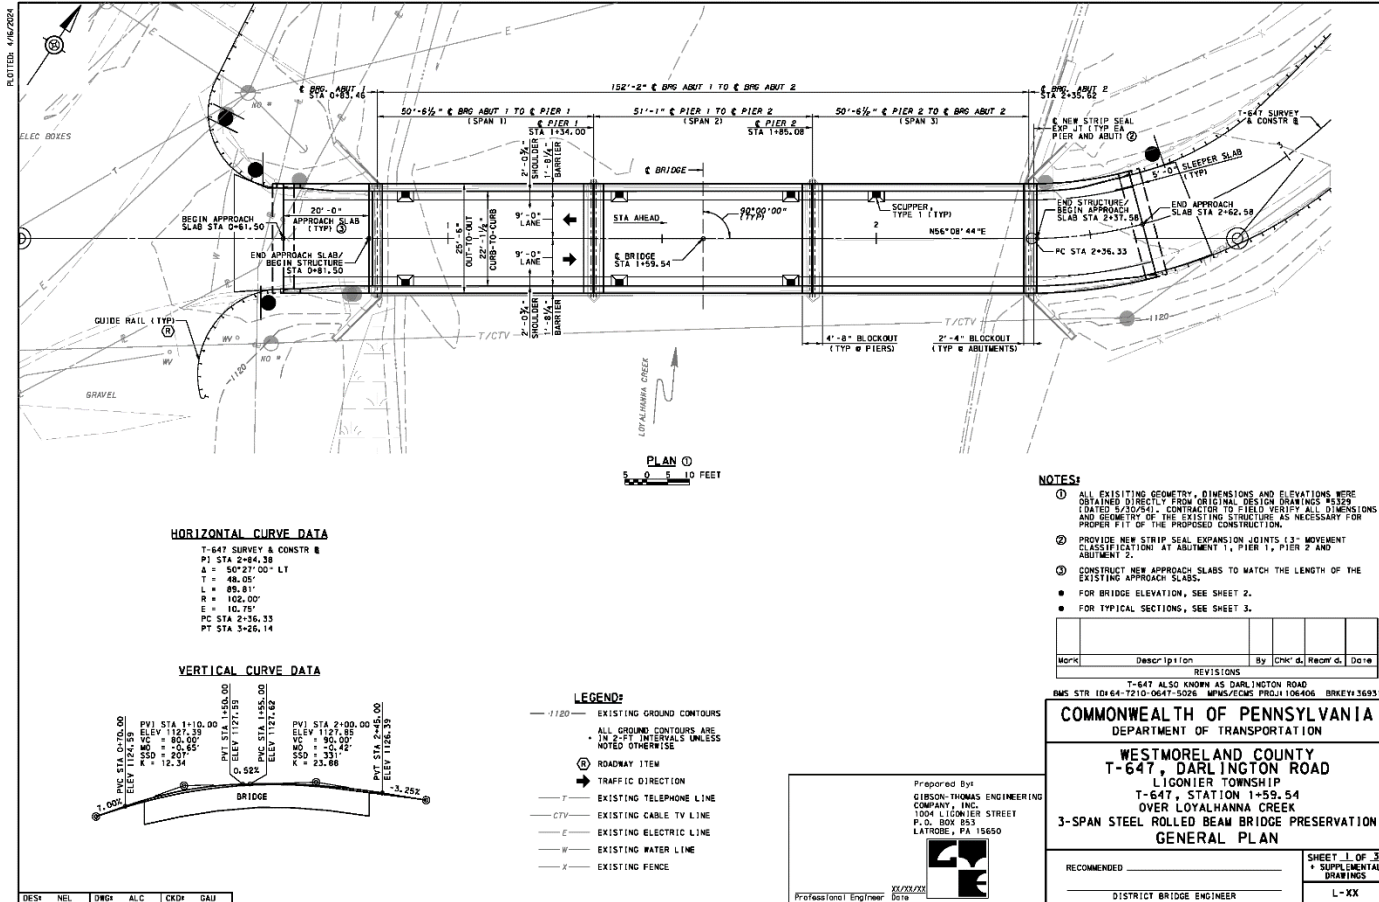 PLOTTED: 4/16/2024
ELEC BOXES
E
NO #
T
W
WV
GRAVEL
1120
T/CTV
LOYALHANNA CREEK
℄ BRG. ABUT 1
STA 0+83.46
152'-2" ℄ BRG ABUT 1 TO ℄ BRG ABUT 2
℄ BRG. ABUT 2
STA 2+35.62
50'-6½" ℄ BRG ABUT 1 TO ℄ PIER 1
(SPAN 1)
51'-1" ℄ PIER 1 TO ℄ PIER 2
(SPAN 2)
50'-6½" ℄ PIER 2 TO ℄ BRG ABUT 2
(SPAN 3)
℄ PIER 1
STA 1+34.00
℄ PIER 2
STA 1+85.08
℄ NEW STRIP SEAL
EXP JT (TYP EA
PIER AND ABUT) ②
T-647 SURVEY
& CONSTR ℄
5'-0" SLEEPER SLAB
(TYP)
2'-0¾"
SHOULDER
1'-8¼"
BARRIER
℄ BRIDGE
BEGIN APPROACH
SLAB STA 0+61.50
20'-0"
APPROACH SLAB
(TYP) ③
END APPROACH SLAB/
BEGIN STRUCTURE
STA 0+81.50
25'-6"
OUT-TO-OUT
22'-1½"
CURB-TO-CURB
9'-0"
LANE
9'-0"
LANE
STA AHEAD
90°00'00"
(TYP)
℄ BRIDGE
STA 1+59.54
SCUPPER,
TYPE 1 (TYP)
2
N56°08'44"E
END STRUCTURE/
BEGIN APPROACH
SLAB STA 2+37.58
END APPROACH
SLAB STA 2+62.58
PC STA 2+36.33
2'-0¾"
SHOULDER
1'-8¼"
BARRIER
GUIDE RAIL (TYP)
R
4'-8" BLOCKOUT
(TYP @ PIERS)
2'-4" BLOCKOUT
(TYP @ ABUTMENTS)
T/CTV
1120
PLAN ①
5 0 5 10 FEET
HORIZONTAL CURVE DATA
T-647 SURVEY & CONSTR ℄
PI STA 2+84.38
Δ = 50°27'00" LT
T = 48.05'
L = 89.81'
R = 102.00'
E = 10.75'
PC STA 2+36.33
PT STA 3+26.14
VERTICAL CURVE DATA
PVC STA 0+70.00
ELEV 1124.59
PVI STA 1+10.00
ELEV 1127.39
VC = 80.00'
MO = -0.65'
SSD = 207'
K = 12.34
PVT STA 1+50.00
ELEV 1127.59
PVC STA 1+55.00
ELEV 1127.62
PVI STA 2+00.00
ELEV 1127.85
VC = 90.00'
MO = -0.42'
SSD = 331'
K = 23.88
PVT STA 2+45.00
ELEV 1126.39
7.00%
0.52%
-3.25%
BRIDGE
LEGEND:
1120 EXISTING GROUND CONTOURS
* ALL GROUND CONTOURS ARE
IN 2-FT INTERVALS UNLESS
NOTED OTHERWISE
R ROADWAY ITEM
TRAFFIC DIRECTION
T EXISTING TELEPHONE LINE
CTV EXISTING CABLE TV LINE
E EXISTING ELECTRIC LINE
W EXISTING WATER LINE
X EXISTING FENCE
NOTES:
① ALL EXISITING GEOMETRY, DIMENSIONS AND ELEVATIONS WERE
OBTAINED DIRECTLY FROM ORIGINAL DESIGN DRAWINGS #5329
(DATED 5/30/54). CONTRACTOR TO FIELD VERIFY ALL DIMENSIONS
AND GEOMETRY OF THE EXISTING STRUCTURE AS NECESSARY FOR
PROPER FIT OF THE PROPOSED CONSTRUCTION.
② PROVIDE NEW STRIP SEAL EXPANSION JOINTS (3" MOVEMENT
CLASSIFICATION) AT ABUTMENT 1, PIER 1, PIER 2 AND
ABUTMENT 2.
③ CONSTRUCT NEW APPROACH SLABS TO MATCH THE LENGTH OF THE
EXISTING APPROACH SLABS.
● FOR BRIDGE ELEVATION, SEE SHEET 2.
● FOR TYPICAL SECTIONS, SEE SHEET 3.
Mark Description By Chk'd. Recm'd. Date
REVISIONS
T-647 ALSO KNOWN AS DARLINGTON ROAD
BMS STR ID: 64-7210-0647-5026 MPMS/ECMS PROJ: 106406 BRKEY: 36931
COMMONWEALTH OF PENNSYLVANIA
DEPARTMENT OF TRANSPORTATION
WESTMORELAND COUNTY
T-647, DARLINGTON ROAD
LIGONIER TOWNSHIP
T-647, STATION 1+59.54
OVER LOYALHANNA CREEK
3-SPAN STEEL ROLLED BEAM BRIDGE PRESERVATION
GENERAL PLAN
RECOMMENDED
DISTRICT BRIDGE ENGINEER
SHEET 1 OF 3
+ SUPPLEMENTAL
DRAWINGS
L-XX
Prepared By:
GIBSON-THOMAS ENGINEERING
COMPANY, INC.
1004 LIGONIER STREET
P.O. BOX 853
LATROBE, PA 15650
XX/XX/XX
Professional Engineer Date
DES: NEL DWG: ALC CKD: GAU